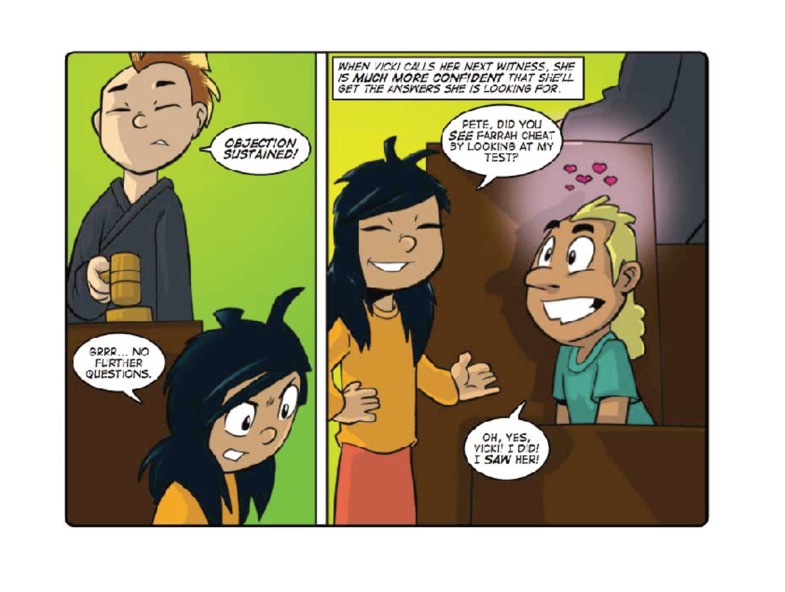 OBJECTION
SUSTAINED!
GRRR... NO
FURTHER
QUESTIONS.
WHEN VICKI CALLS HER NEXT WITNESS, SHE
IS MUCH MORE CONFIDENT THAT SHE'LL
GET THE ANSWERS SHE IS LOOKING FOR.
PETE, DID YOU
SEE FARRAH CHEAT
BY LOOKING AT MY
TEST?
OH, YES,
VICKI! I DID!
I SAW HER!